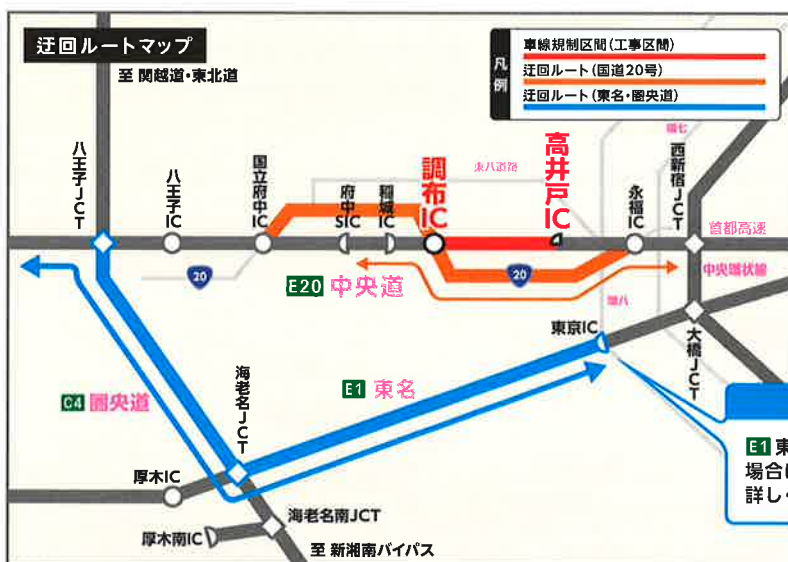 迂回ルートマップ
至 関越道・東北道
凡例
車線規制区間(工事区間)
迂回ルート(国道20号)
迂回ルート(東名・圏央道)
環七
八王子JCT
八王子IC
国立府中IC
府中SIC
稲城IC
調布IC
東八道路
高井戸IC
永福IC
西新宿JCT
首都高速
中央環状線
20
E20 中央道
20
環八
東京IC
大橋JCT
E1 東名
C4 圏央道
海老名JCT
厚木IC
海老名南JCT
厚木南IC
至 新湘南バイパス
E1 東
場合
詳し